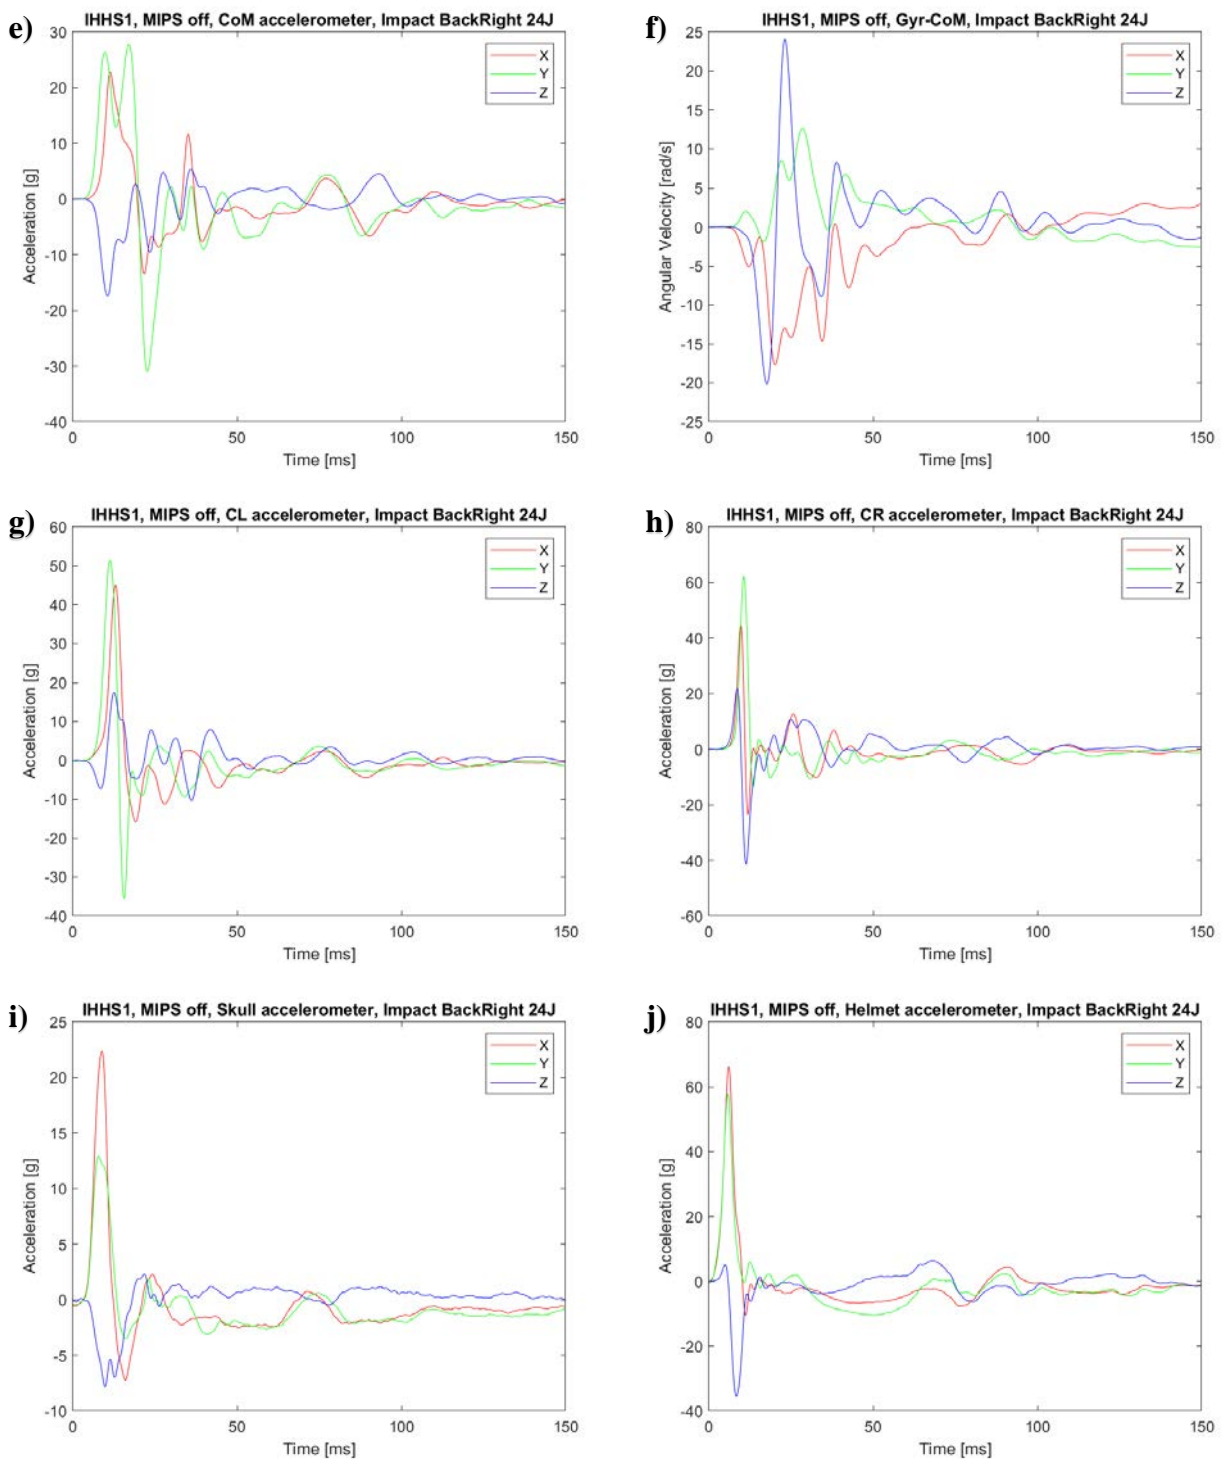 e)
IHHS1, MIPS off, CoM accelerometer, Impact BackRight 24J
30
20
10
0
-10
-20
-30
-40
Acceleration [g]
X
Y
Z
0 50 100 150
Time [ms]
f)
IHHS1, MIPS off, Gyr-CoM, Impact BackRight 24J
25
20
15
10
5
0
-5
-10
-15
-20
-25
Angular Velocity [rad/s]
X
Y
Z
0 50 100 150
Time [ms]
g)
IHHS1, MIPS off, CL accelerometer, Impact BackRight 24J
60
50
40
30
20
10
0
-10
-20
-30
-40
Acceleration [g]
X
Y
Z
0 50 100 150
Time [ms]
h)
IHHS1, MIPS off, CR accelerometer, Impact BackRight 24J
80
60
40
20
0
-20
-40
-60
Acceleration [g]
X
Y
Z
0 50 100 150
Time [ms]
i)
IHHS1, MIPS off, Skull accelerometer, Impact BackRight 24J
25
20
15
10
5
0
-5
-10
Acceleration [g]
X
Y
Z
0 50 100 150
Time [ms]
j)
IHHS1, MIPS off, Helmet accelerometer, Impact BackRight 24J
80
60
40
20
0
-20
-40
Acceleration [g]
X
Y
Z
0 50 100 150
Time [ms]